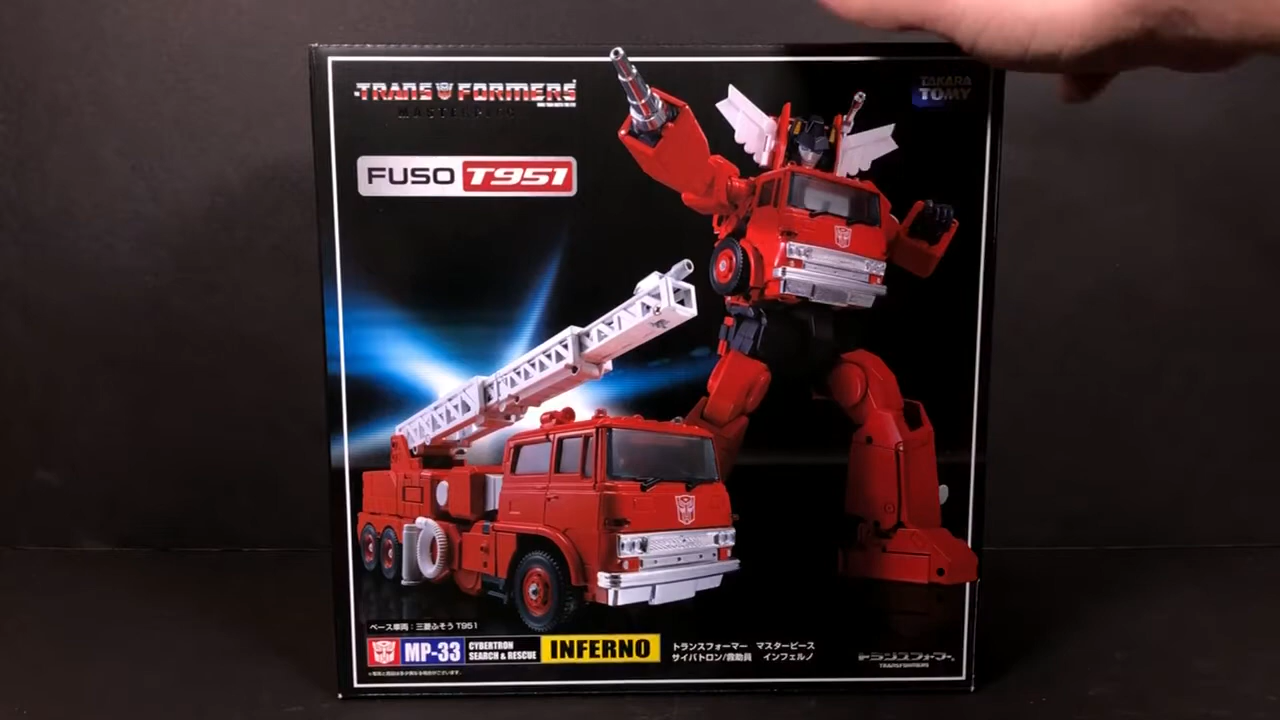 TRANSFORMERS
MASTERPIECE
TAKARA
TOMY
FUSO T951
ベース車両：三菱ふそう T951
MP-33
CYBERTRON
SEARCH & RESCUE
INFERNO
トランスフォーマー マスターピース
サイバトロン/救助員 インフェルノ
トランスフォーマー
TRANSFORMERS